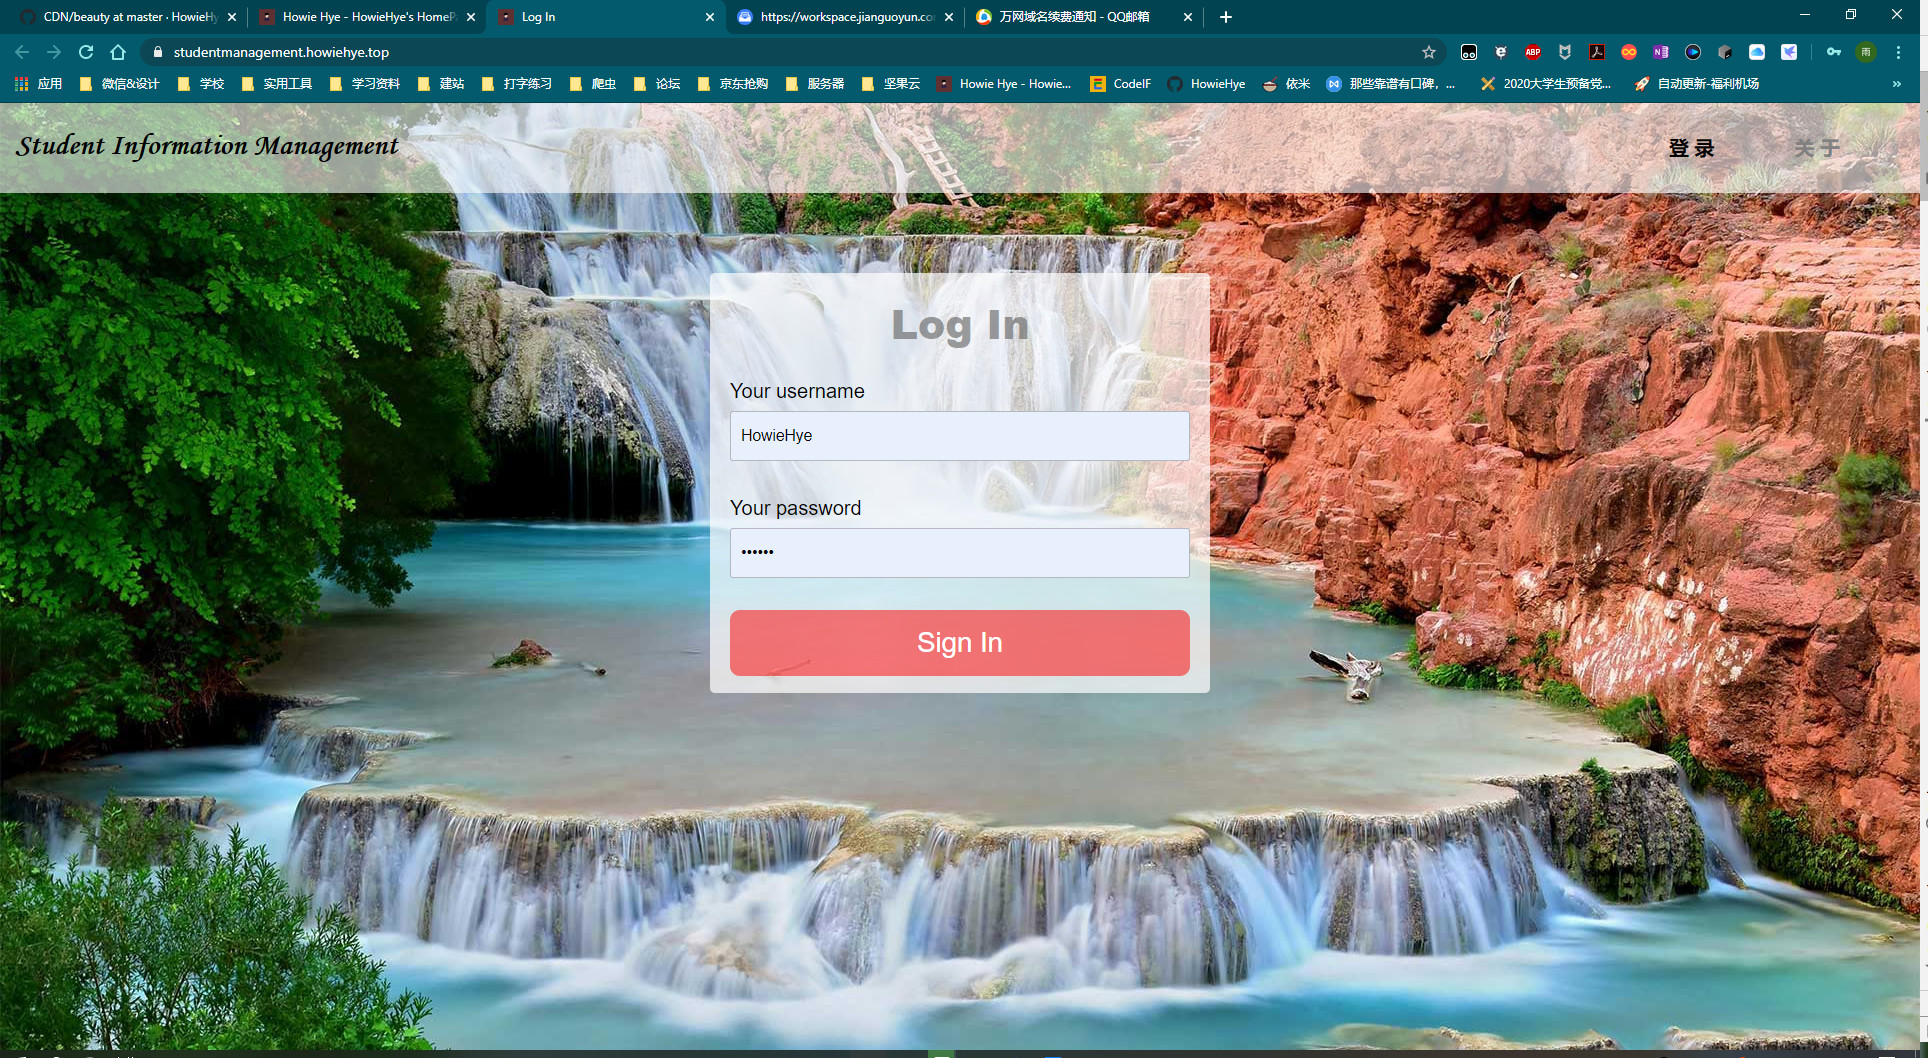 CDN/beauty at master · HowieHy
Howie Hye - HowieHye's HomeP
Log In
https://workspace.jianguoyun.co
万网域名续费通知 - QQ邮箱
studentmanagement.howiehye.top
ABP
雨
应用
微信&设计
学校
实用工具
学习资料
建站
打字练习
爬虫
论坛
京东抢购
服务器
坚果云
Howie Hye - Howie...
CodeIF
HowieHye
依米
那些靠谱有口碑，...
2020大学生预备党...
自动更新-福利机场
»
Student Information Management
登 录
关 于
Log In
Your username
HowieHye
Your password
••••••
Sign In